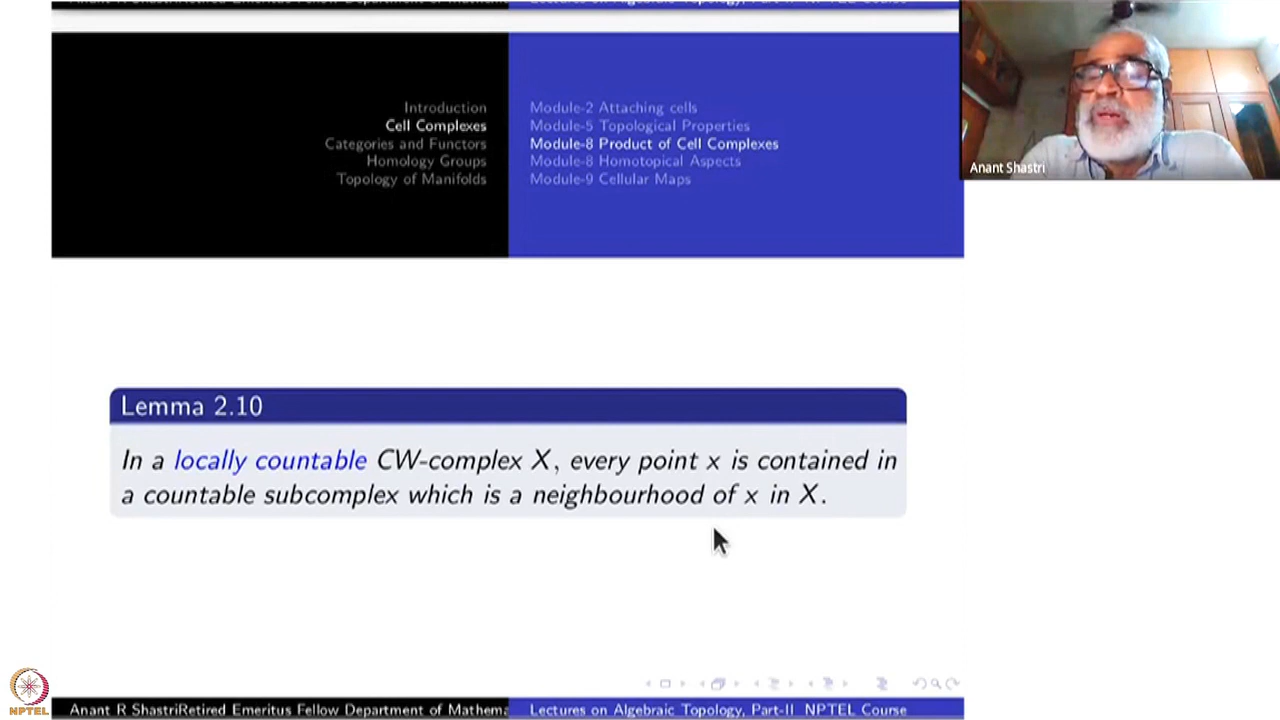 Introduction
Cell Complexes
Categories and Functors
Homology Groups
Topology of Manifolds
Module-2 Attaching cells
Module-5 Topological Properties
Module-8 Product of Cell Complexes
Module-8 Homotopical Aspects
Module-9 Cellular Maps
Anant Shastri
Lemma 2.10
In a locally countable CW-complex X, every point x is contained in
a countable subcomplex which is a neighbourhood of x in X.
NPTEL
Anant R ShastriRetired Emeritus Fellow Department of Mathema
Lectures on Algebraic Topology, Part-II NPTEL Course